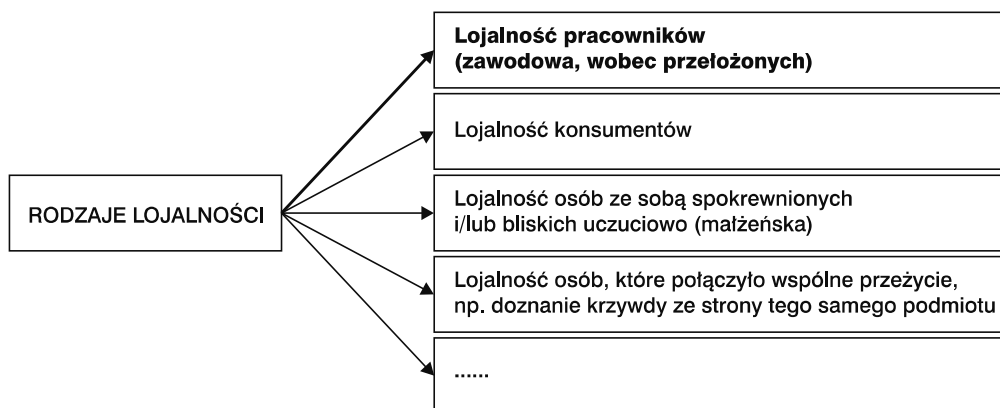 Lojalność pracowników
(zawodowa, wobec przełożonych)
Lojalność konsumentów
RODZAJE LOJALNOŚCI
Lojalność osób ze sobą spokrewnionych
i/lub bliskich uczuciowo (małżeńska)
Lojalność osób, które połączyło wspólne przeżycie,
np. doznanie krzywdy ze strony tego samego podmiotu
......